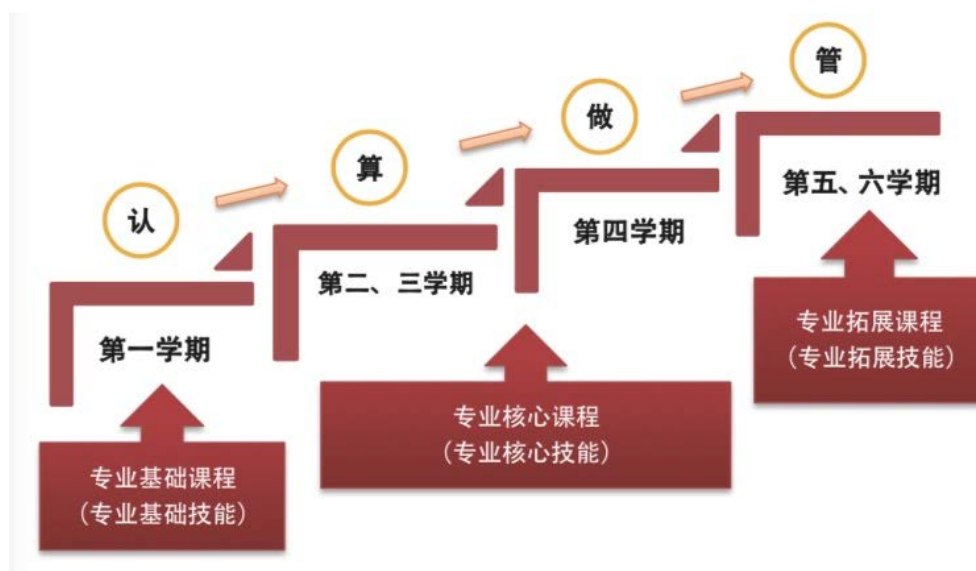 管
做
算
认
第五、六学期
第四学期
第二、三学期
第一学期
专业拓展课程
(专业拓展技能)
专业核心课程
(专业核心技能)
专业基础课程
(专业基础技能)